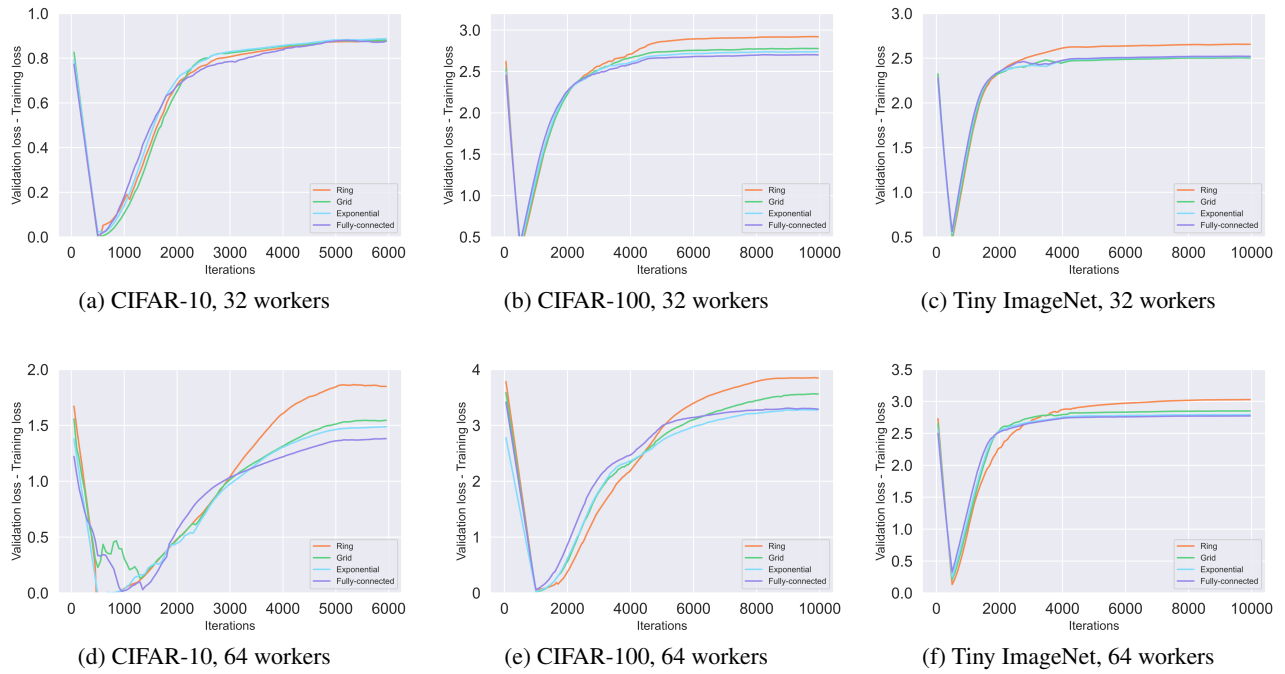 1.0
0.8
0.6
0.4
0.2
0.0
Validation loss - Training loss
0 1000 2000 3000 4000 5000 6000
Iterations
Ring
Grid
Exponential
Fully-connected
(a) CIFAR-10, 32 workers
3.0
2.5
2.0
1.5
1.0
0.5
Validation loss - Training loss
0 2000 4000 6000 8000 10000
Iterations
Ring
Grid
Exponential
Fully-connected
(b) CIFAR-100, 32 workers
3.0
2.5
2.0
1.5
1.0
0.5
Validation loss - Training loss
0 2000 4000 6000 8000 10000
Iterations
Ring
Grid
Exponential
Fully-connected
(c) Tiny ImageNet, 32 workers
2.0
1.5
1.0
0.5
0.0
Validation loss - Training loss
0 1000 2000 3000 4000 5000 6000
Iterations
Ring
Grid
Exponential
Fully-connected
(d) CIFAR-10, 64 workers
4
3
2
1
0
Validation loss - Training loss
0 2000 4000 6000 8000 10000
Iterations
Ring
Grid
Exponential
Fully-connected
(e) CIFAR-100, 64 workers
3.5
3.0
2.5
2.0
1.5
1.0
0.5
0.0
Validation loss - Training loss
0 2000 4000 6000 8000 10000
Iterations
Ring
Grid
Exponential
Fully-connected
(f) Tiny ImageNet, 64 workers